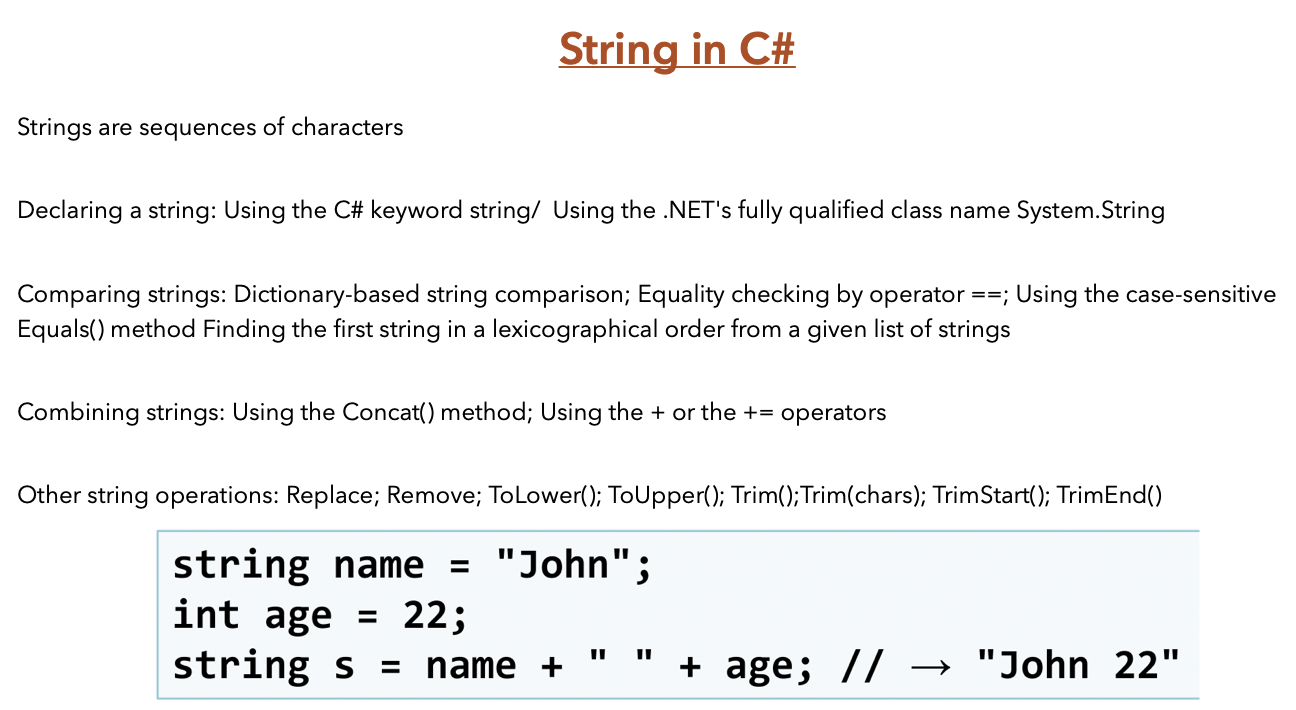 String in C#
Strings are sequences of characters
Declaring a string: Using the C# keyword string/  Using the .NET's fully qualified class name System.String
Comparing strings: Dictionary-based string comparison; Equality checking by operator ==; Using the case-sensitive
Equals() method Finding the first string in a lexicographical order from a given list of strings
Combining strings: Using the Concat() method; Using the + or the += operators
Other string operations: Replace; Remove; ToLower(); ToUpper(); Trim();Trim(chars); TrimStart(); TrimEnd()
string name = "John";
int age = 22;
string s = name + " " + age; // → "John 22"